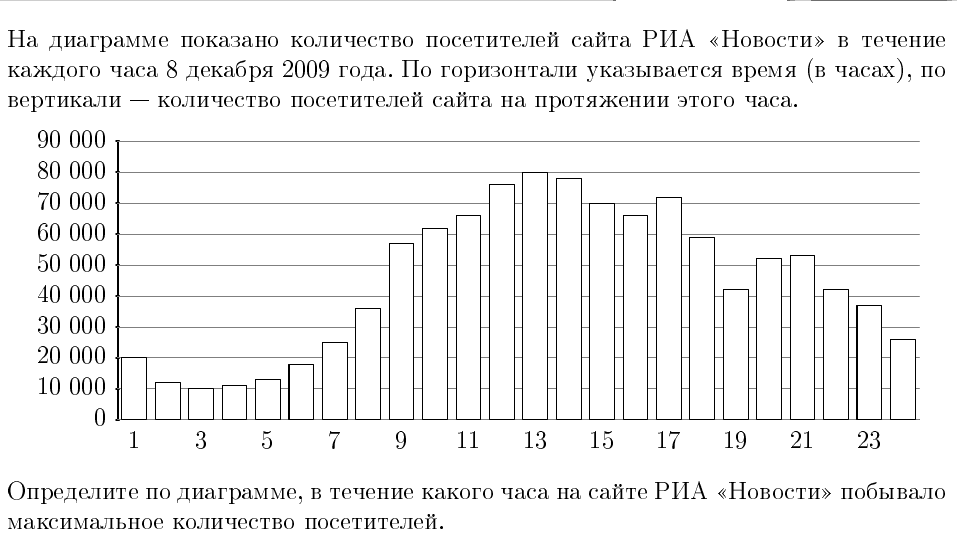 На диаграмме показано количество посетителей сайта РИА «Новости» в течение
каждого часа 8 декабря 2009 года. По горизонтали указывается время (в часах), по
вертикали — количество посетителей сайта на протяжении этого часа.
90 000
80 000
70 000
60 000
50 000
40 000
30 000
20 000
10 000
0
1 3 5 7 9 11 13 15 17 19 21 23
Определите по диаграмме, в течение какого часа на сайте РИА «Новости» побывало
максимальное количество посетителей.